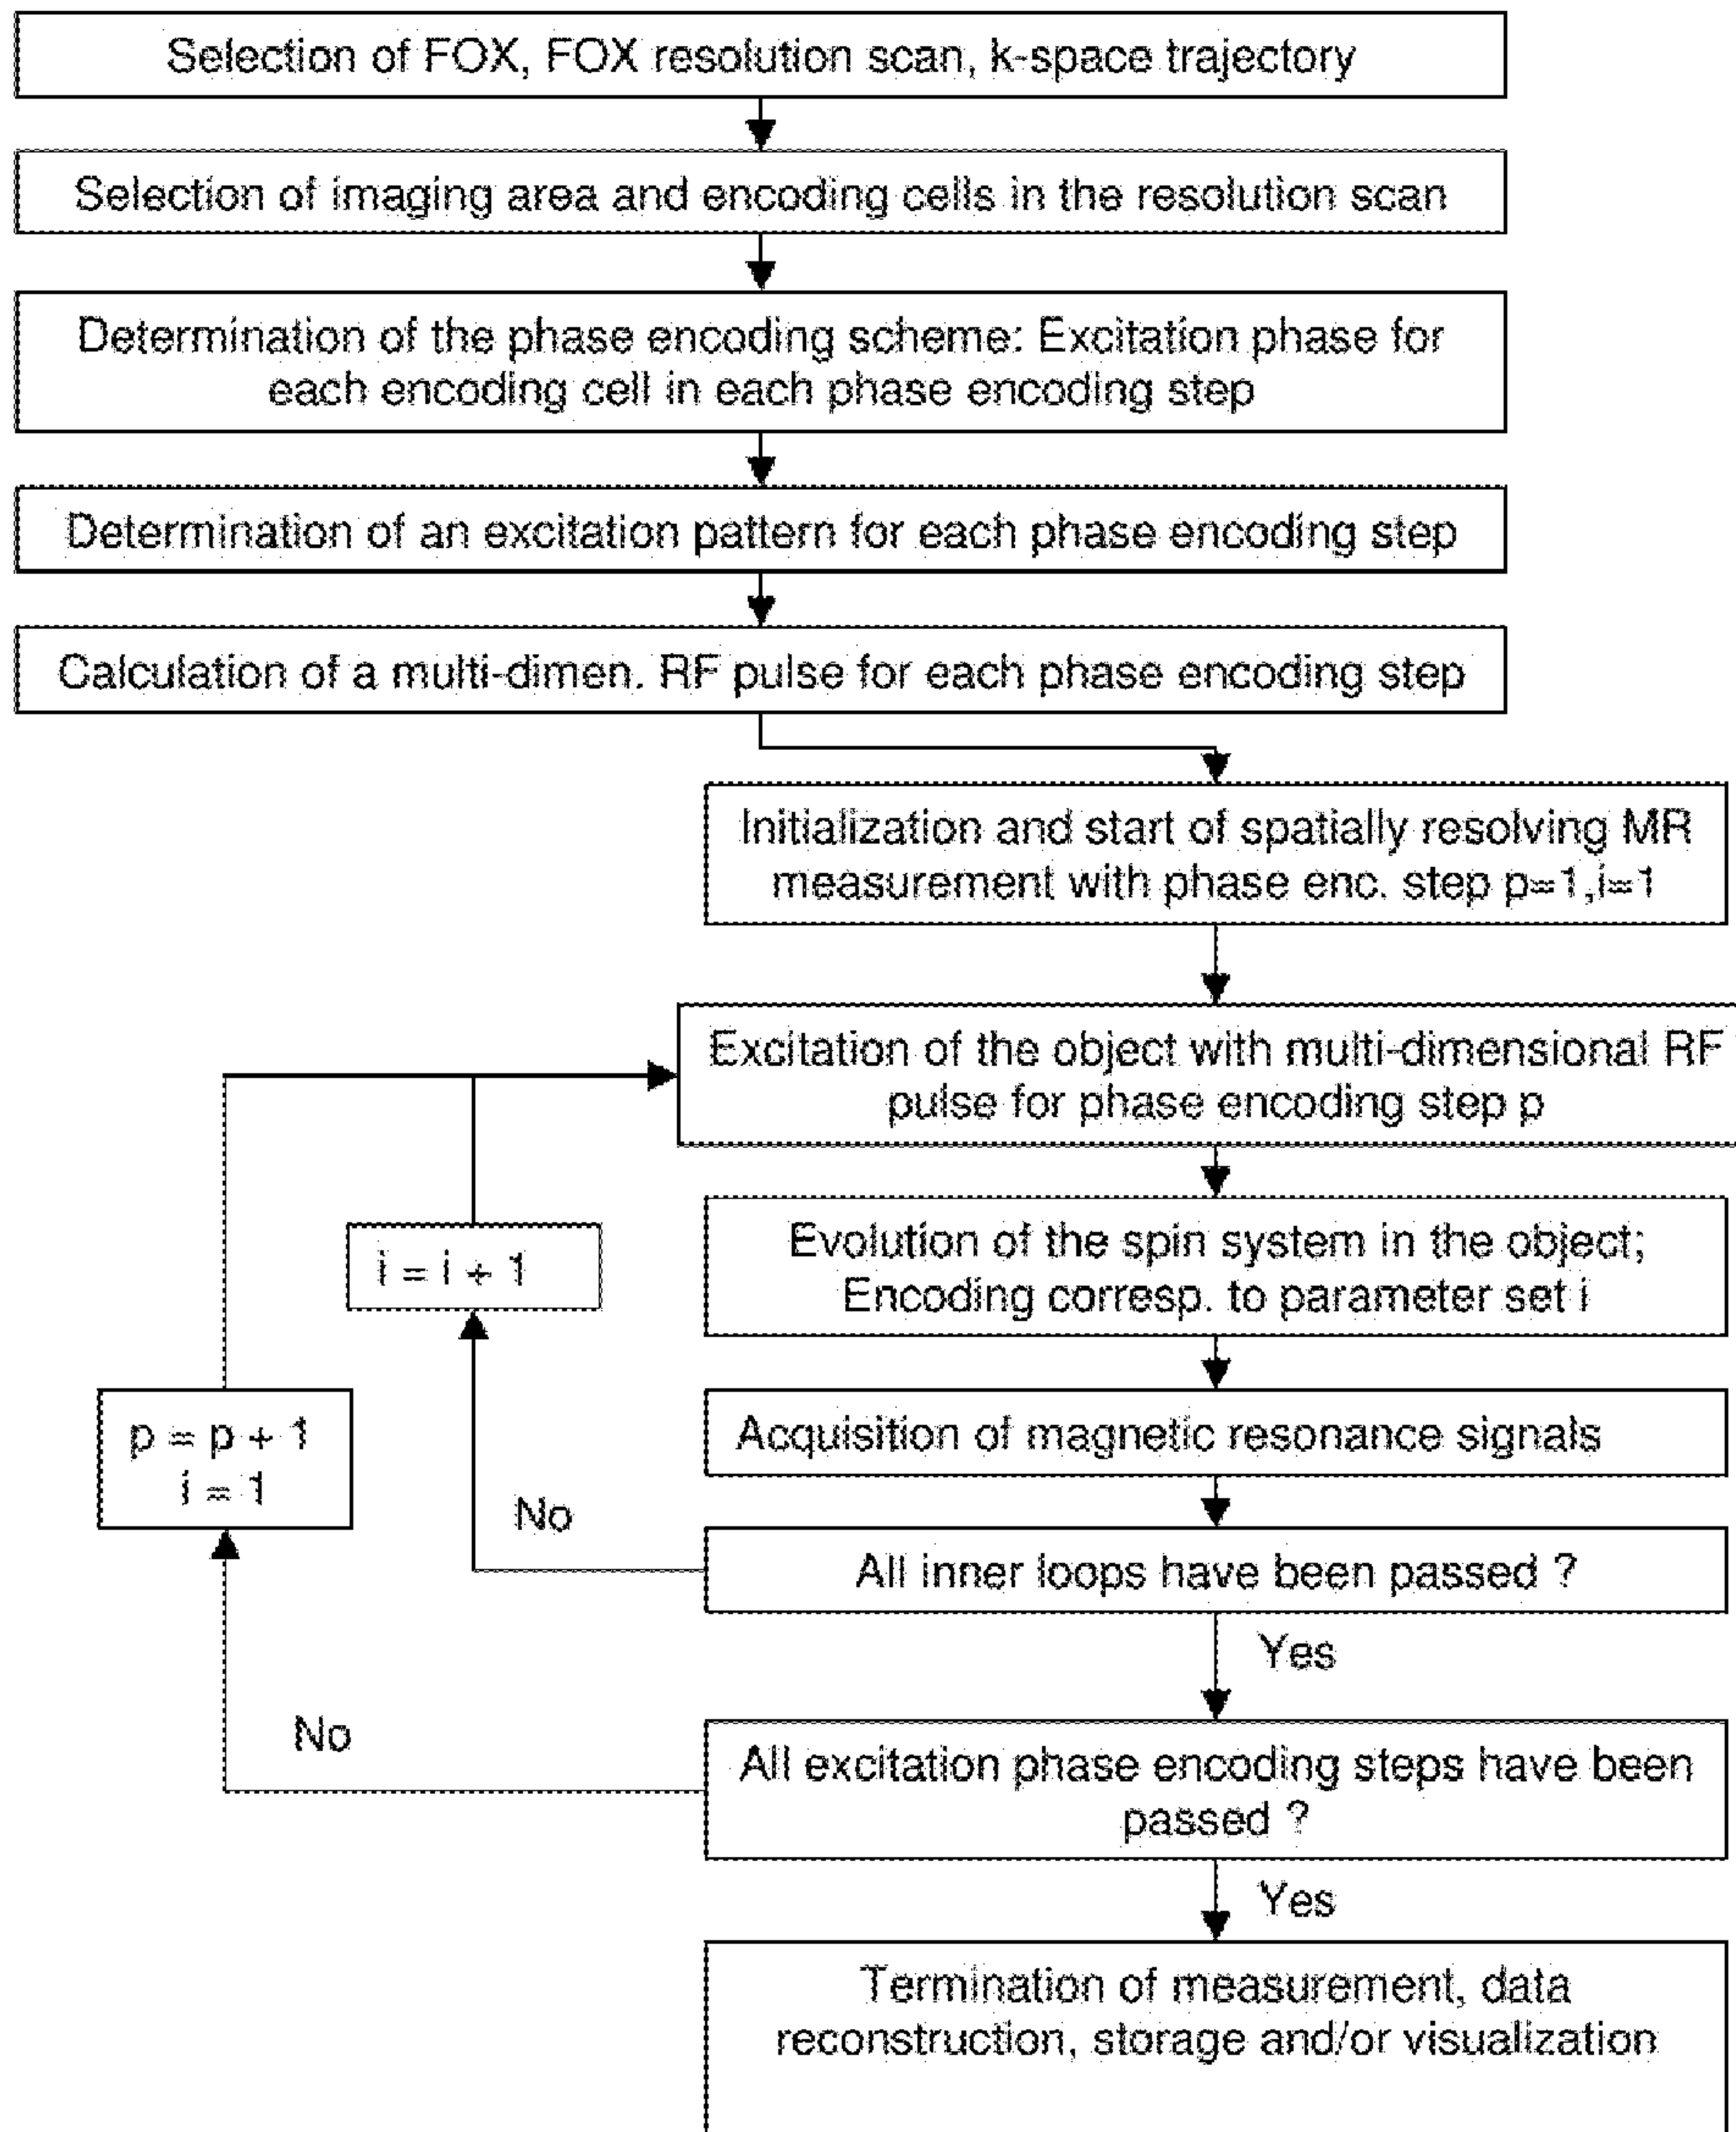 Selection of FOX, FOX resolution scan, k-space trajectory
Selection of imaging area and encoding cells in the resolution scan
Determination of the phase encoding scheme: Excitation phase for
each encoding cell in each phase encoding step
Determination of an excitation pattern for each phase encoding step
Calculation of a multi-dimen. RF pulse for each phase encoding step
Initialization and start of spatially resolving MR
measurement with phase enc. step p=1,i=1
Excitation of the object with multi-dimensional RF
pulse for phase encoding step p
Evolution of the spin system in the object;
Encoding corresp. to parameter set i
i = i + 1
Acquisition of magnetic resonance signals
p = p + 1
i = 1
No
All inner loops have been passed ?
Yes
No
All excitation phase encoding steps have been
passed ?
Yes
Termination of measurement, data
reconstruction, storage and/or visualization